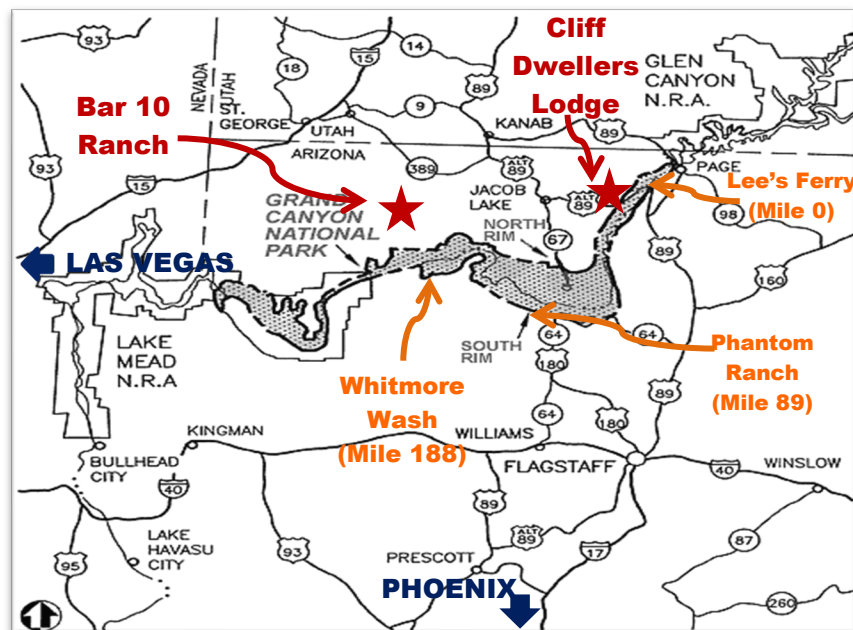 Cliff
Dwellers
Lodge
GLEN
CANYON
N.R.A.
93
15
14
18
89
NEVADA
UTAH
Bar 10
Ranch
ST.
GEORGE
9
UTAH
ARIZONA
KANAB
89
ALT
89
PAGE
93
15
389
JACOB
LAKE
ALT
89
Lee's Ferry
(Mile 0)
98
GRAND
CANYON
NATIONAL
PARK
NORTH
RIM
67
89
LAS VEGAS
160
LAKE
MEAD
N.R.A
SOUTH
RIM
64
64
180
Phantom
Ranch
(Mile 89)
Whitmore
Wash
(Mile 188)
89
KINGMAN
64
180
WILLIAMS
BULLHEAD
CITY
FLAGSTAFF
40
WINSLOW
40
89
ALT
89
LAKE
HAVASU
CITY
95
93
17
87
PRESCOTT
PHOENIX
260